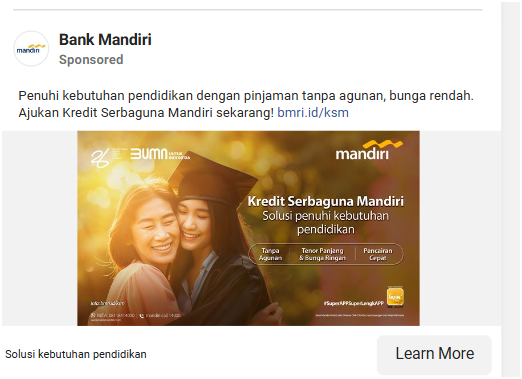 Bank Mandiri
mandiri
Sponsored
Penuhi kebutuhan pendidikan dengan pinjaman tanpa agunan, bunga rendah.
Ajukan Kredit Serbaguna Mandiri sekarang! bmri.id/ksm
BUMN UNTUK INDONESIA
mandiri
Kredit Serbaguna Mandiri
Solusi penuhi kebutuhan
pendidikan
Tanpa Agunan
Tenor Panjang & Bunga Ringan
Pencairan Cepat
#SuperAPPSuperLengkAPP
Solusi kebutuhan pendidikan
Learn More